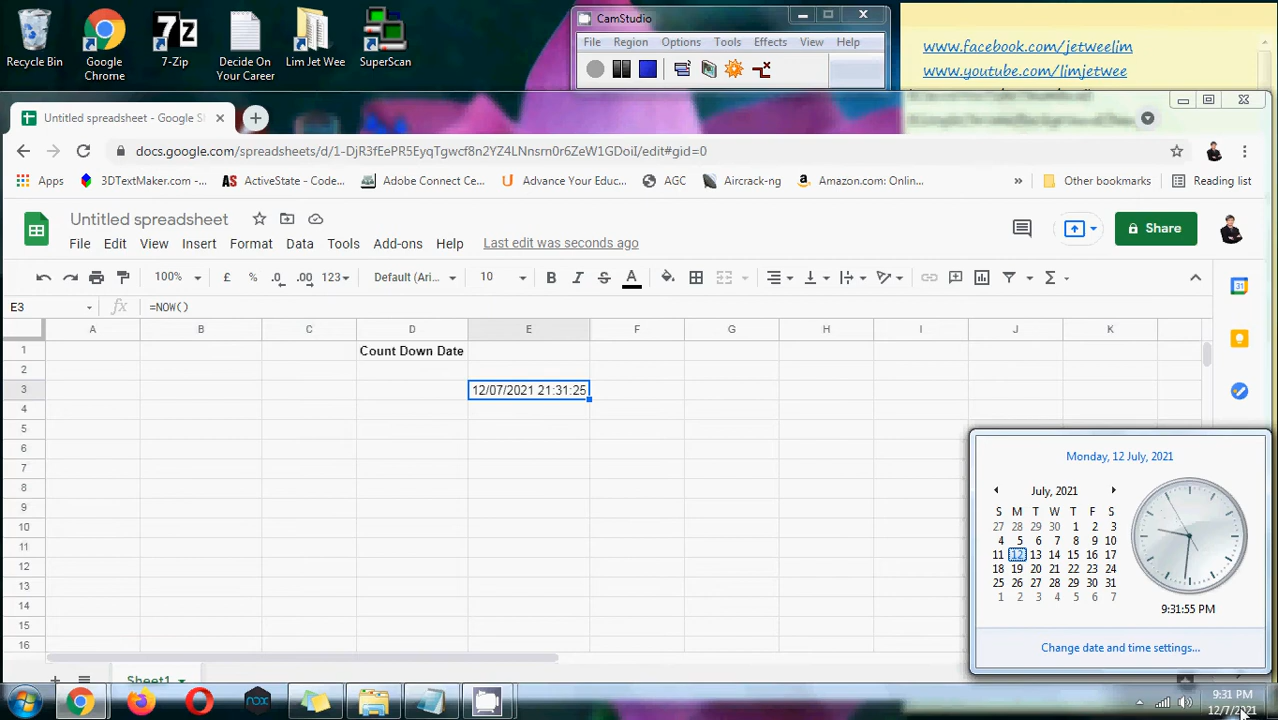 CamStudio
File Region Options Tools Effects View Help
www.facebook.com/jetweelim
www.youtube.com/limjetwee
Recycle Bin
Google Chrome
7-Zip
Decide On Your Career
Lim Jet Wee
SuperScan
Untitled spreadsheet - Google S
docs.google.com/spreadsheets/d/1-DjR3fEePR5EyqTgwcf8n2YZ4LNnsrn0r6ZeW1GDoiI/edit#gid=0
Apps 3DTextMaker.com -... ActiveState - Code... Adobe Connect Ce... Advance Your Educ... AGC Aircrack-ng Amazon.com: Onlin... » Other bookmarks Reading list
Untitled spreadsheet
File Edit View Insert Format Data Tools Add-ons Help Last edit was seconds ago
Share
100% £ % .0 .00 123 Default (Ari... 10 B I S A
E3 fx =NOW()
A B C D E F G H I J K
1 Count Down Date
2
3 12/07/2021 21:31:25
4
5
6
7
8
9
10
11
12
13
14
15
16
Sheet1
Monday, 12 July, 2021
July, 2021
S M T W T F S
27 28 29 30 1 2 3
4 5 6 7 8 9 10
11 12 13 14 15 16 17
18 19 20 21 22 23 24
25 26 27 28 29 30 31
1 2 3 4 5 6 7
9:31:55 PM
Change date and time settings...
nox
9:31 PM
12/7/2021